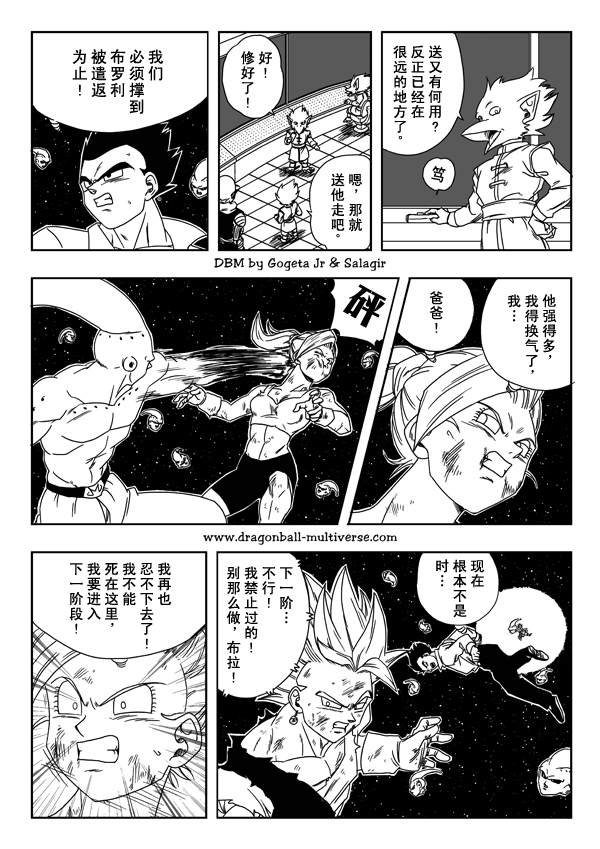 送又有何用？
反正已经在
很远的地方了。
笃
好！
修好了！
嗯，那就
送他走吧。
我们
必须撑到
布罗利
被遣返
为止！
DBM by Gogeta Jr & Salagir
他强得多，
我得换气了，
我…
爸爸！
砰
www.dragonball-multiverse.com
现在
根本不是
时…
下一阶…
不行！
我禁止过的！
别那么做，布拉！
我再也
忍不下去了！
我不能
死在这里，
我要进入
下一阶段！